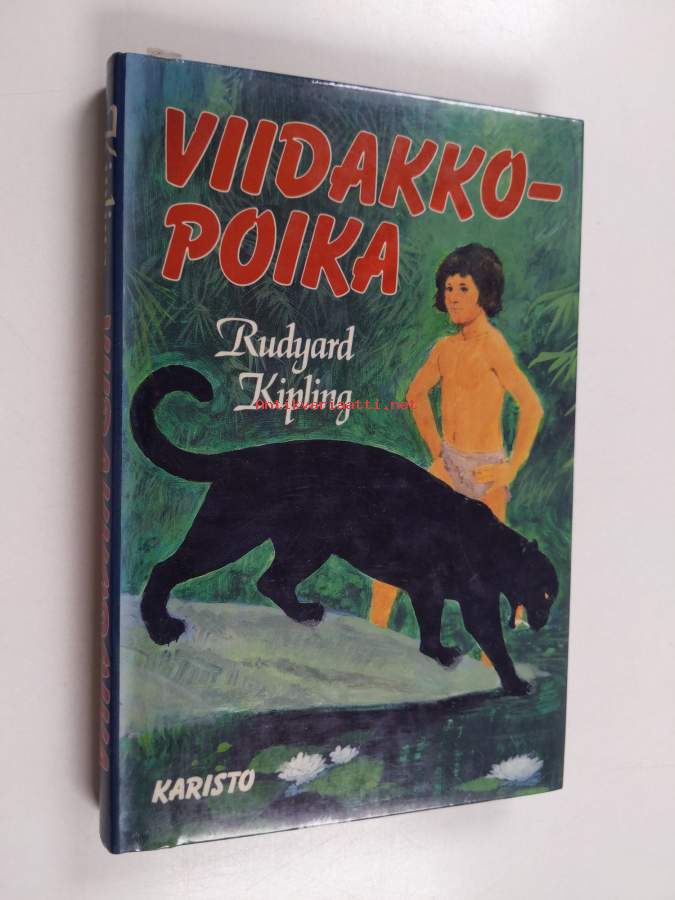 VIIDAKKO-
POIKA
Rudyard
Kipling
antikvariaatti.net
KARISTO